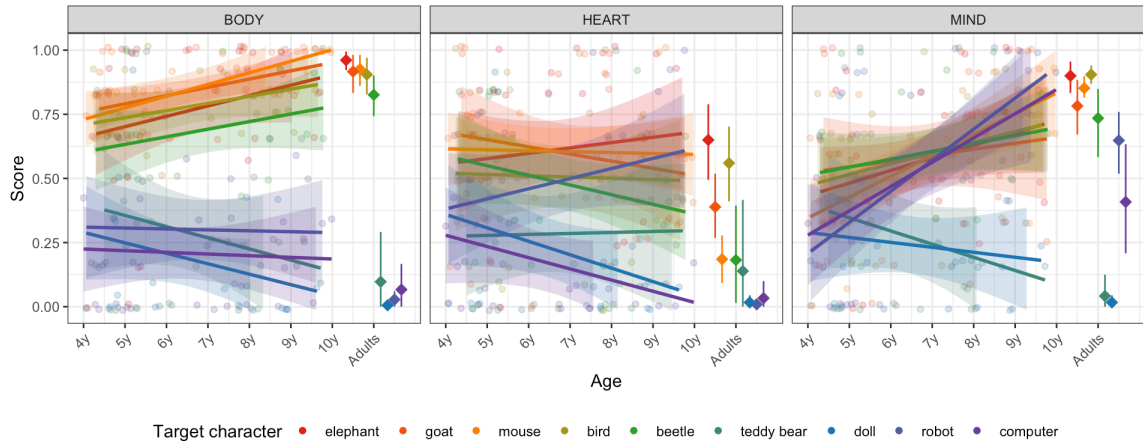 BODY HEART MIND
Score
1.00
0.75
0.50
0.25
0.00
4y 5y 6y 7y 8y 9y 10y Adults 4y 5y 6y 7y 8y 9y 10y Adults 4y 5y 6y 7y 8y 9y 10y Adults
Age
Target character elephant goat mouse bird beetle teddy bear doll robot computer